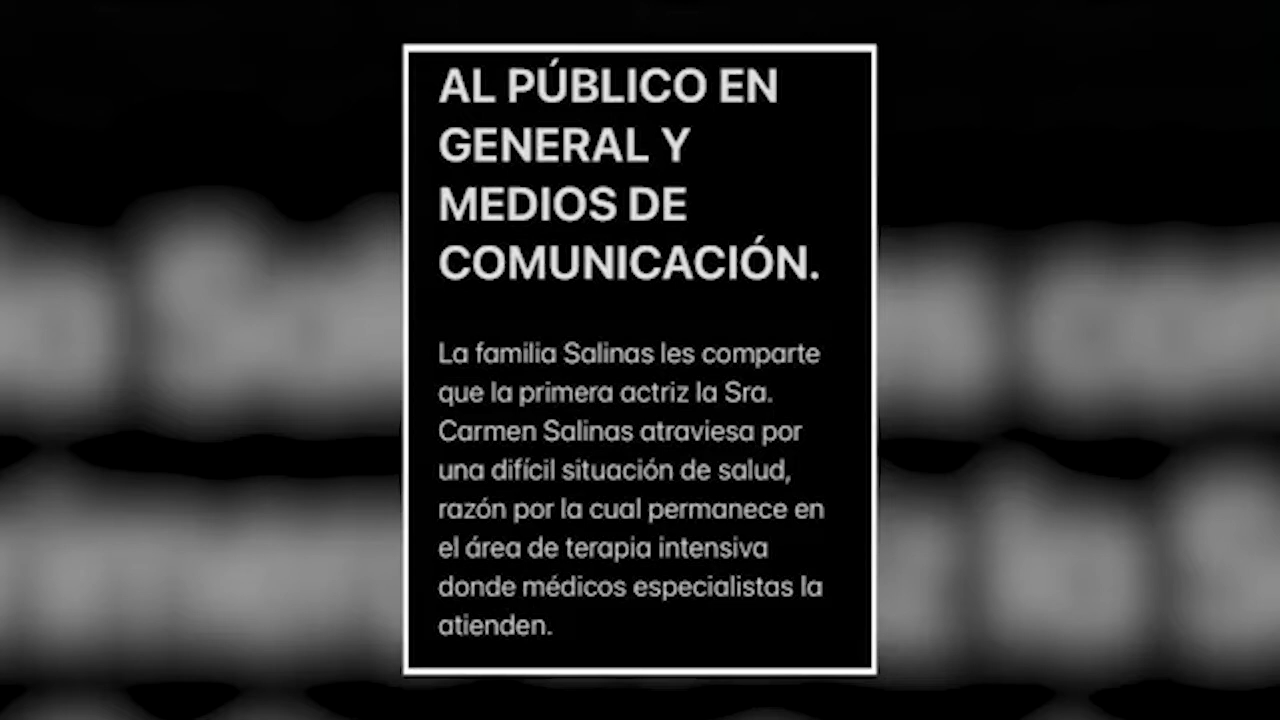 AL PÚBLICO EN
GENERAL Y
MEDIOS DE
COMUNICACIÓN.
La familia Salinas les comparte
que la primera actriz la Sra.
Carmen Salinas atraviesa por
una difícil situación de salud,
razón por la cual permanece en
el área de terapia intensiva
donde médicos especialistas la
atienden.